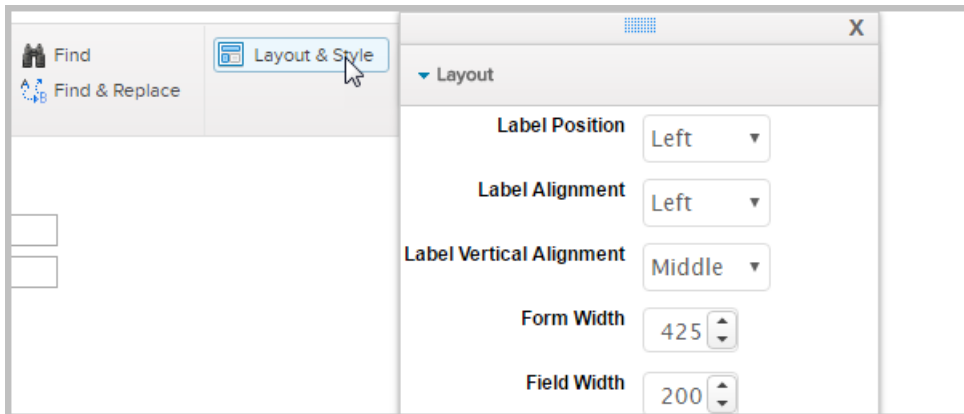 Find
Find & Replace
Layout & Style
X
Layout
Label Position
Left
Label Alignment
Left
Label Vertical Alignment
Middle
Form Width
425
Field Width
200